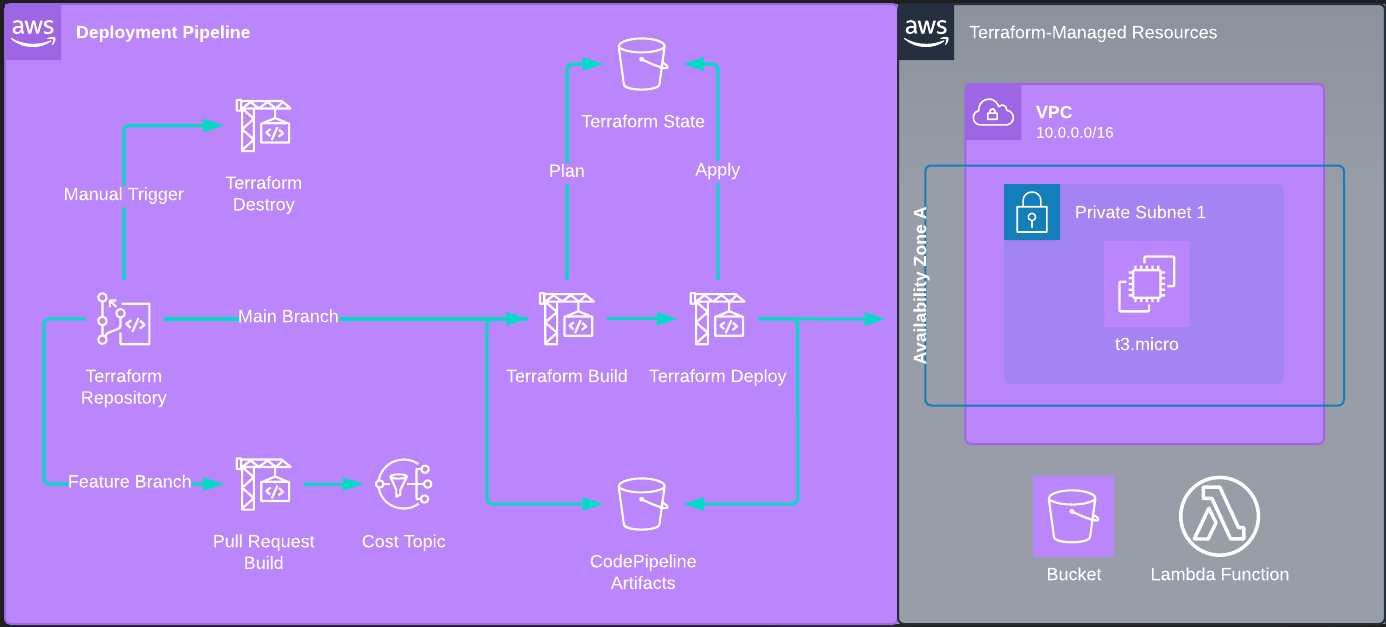 aws
Deployment Pipeline
Terraform State
Terraform
Destroy
Manual Trigger
Plan
Apply
Main Branch
Terraform
Repository
Terraform Build
Terraform Deploy
Feature Branch
Pull Request
Build
Cost Topic
CodePipeline
Artifacts
aws
Terraform-Managed Resources
VPC
10.0.0.0/16
Availability Zone A
Private Subnet 1
t3.micro
Bucket
Lambda Function